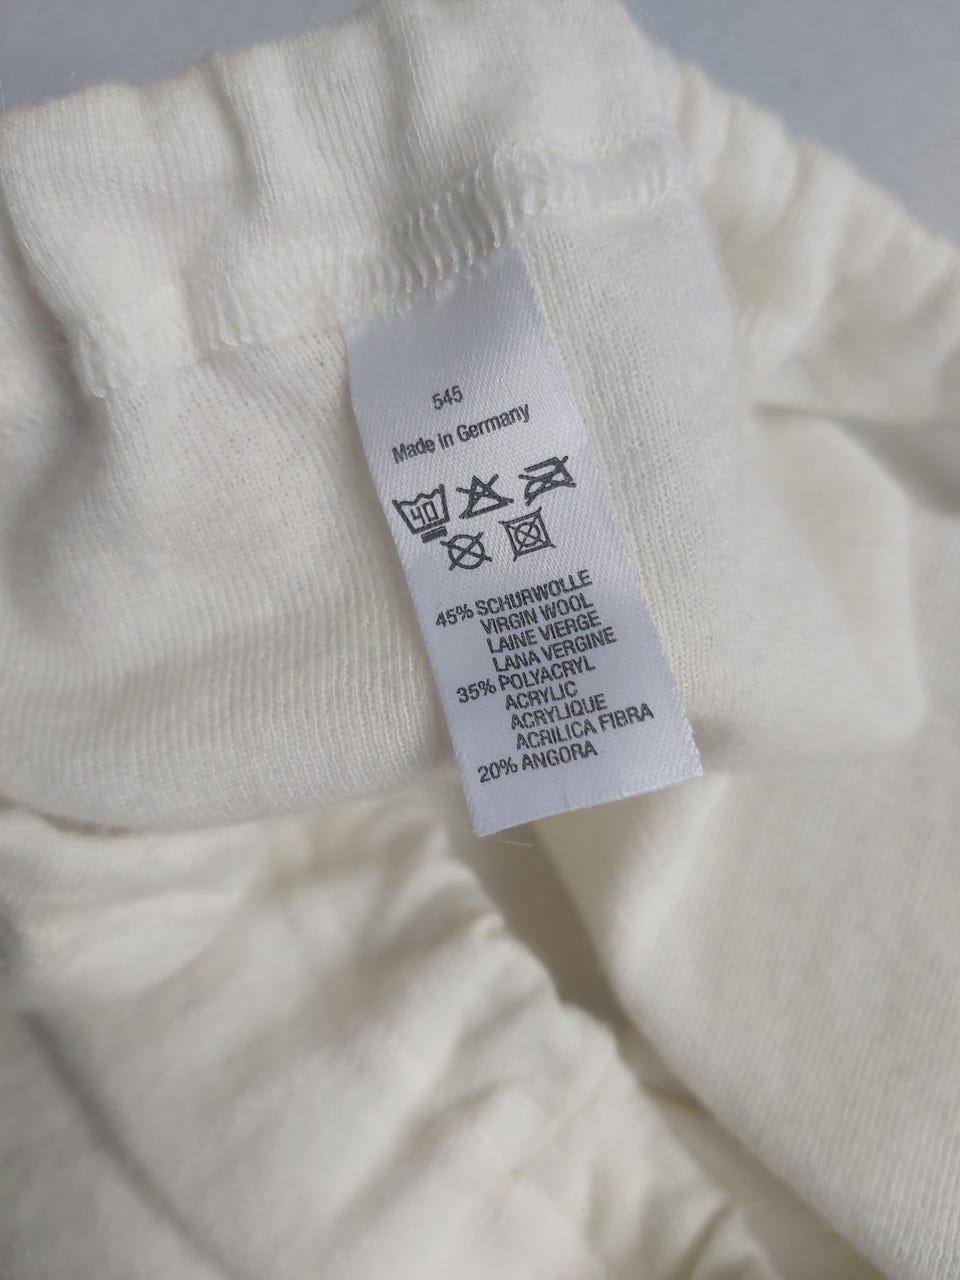 545
Made in Germany
40
45% SCHURWOLLE
VIRGIN WOOL
LAINE VIERGE
LANA VERGINE
35% POLYACRYL
ACRYLIC
ACRYLIQUE
ACRILICA FIBRA
20% ANGORA